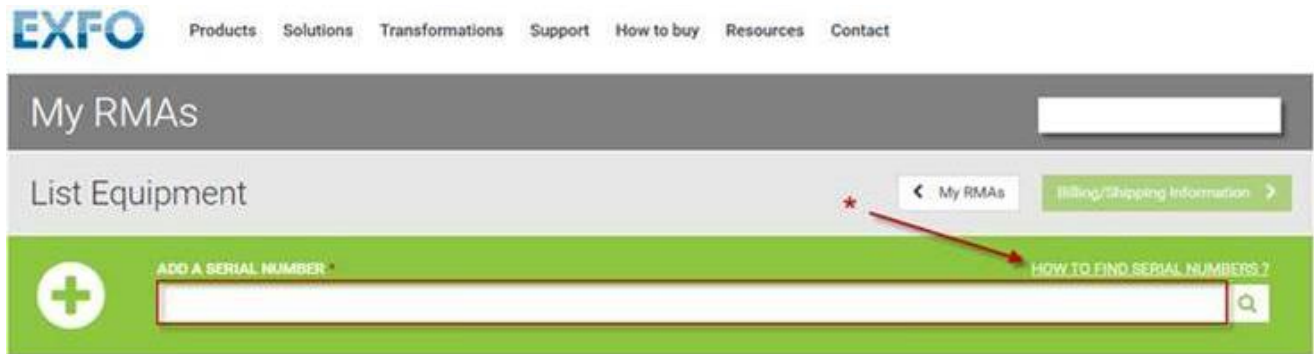 EXFO Products Solutions Transformations Support How to buy Resources Contact
My RMAs
List Equipment
< My RMAs Billing/Shipping Information >
*
ADD A SERIAL NUMBER * HOW TO FIND SERIAL NUMBERS ?